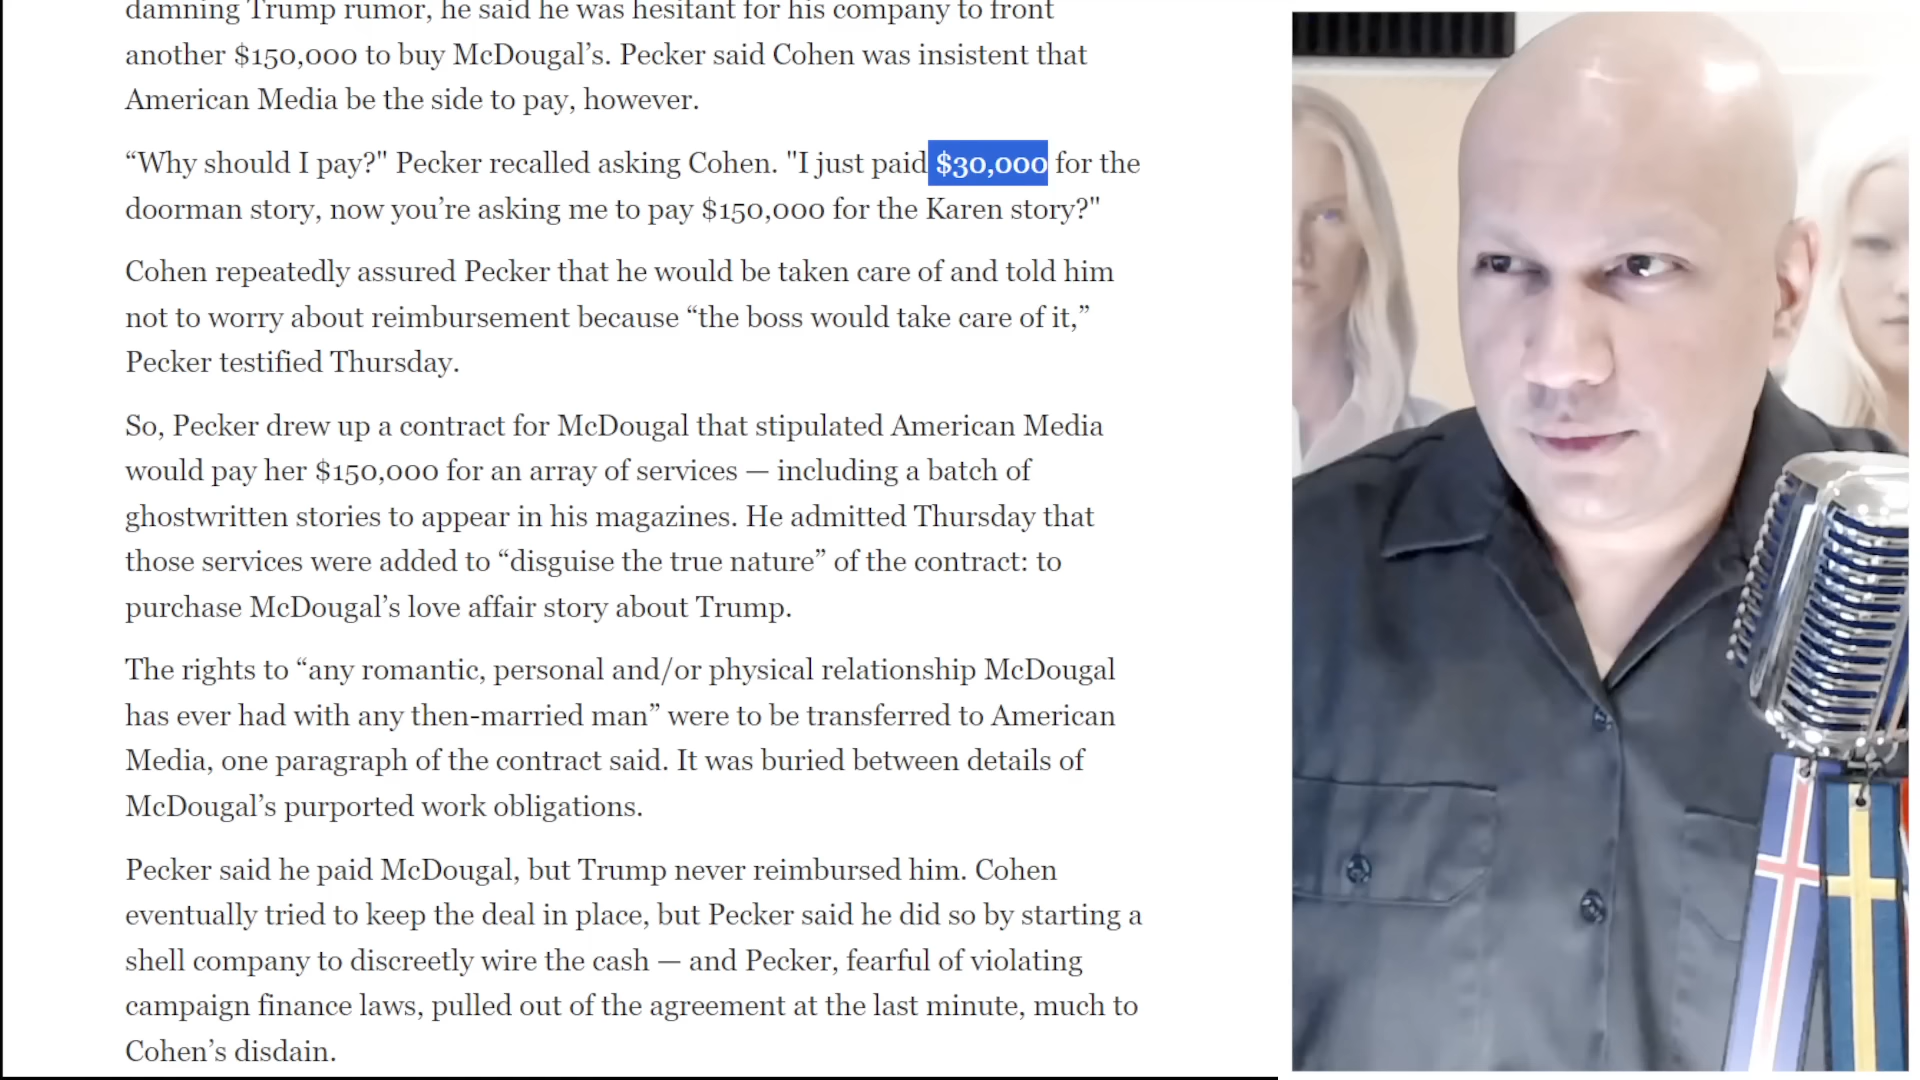 damning Trump rumor, he said he was hesitant for his company to front
another $150,000 to buy McDougal’s. Pecker said Cohen was insistent that
American Media be the side to pay, however.
“Why should I pay?" Pecker recalled asking Cohen. "I just paid $30,000 for the
doorman story, now you’re asking me to pay $150,000 for the Karen story?"
Cohen repeatedly assured Pecker that he would be taken care of and told him
not to worry about reimbursement because “the boss would take care of it,”
Pecker testified Thursday.
So, Pecker drew up a contract for McDougal that stipulated American Media
would pay her $150,000 for an array of services — including a batch of
ghostwritten stories to appear in his magazines. He admitted Thursday that
those services were added to “disguise the true nature” of the contract: to
purchase McDougal’s love affair story about Trump.
The rights to “any romantic, personal and/or physical relationship McDougal
has ever had with any then-married man” were to be transferred to American
Media, one paragraph of the contract said. It was buried between details of
McDougal’s purported work obligations.
Pecker said he paid McDougal, but Trump never reimbursed him. Cohen
eventually tried to keep the deal in place, but Pecker said he did so by starting a
shell company to discreetly wire the cash — and Pecker, fearful of violating
campaign finance laws, pulled out of the agreement at the last minute, much to
Cohen’s disdain.